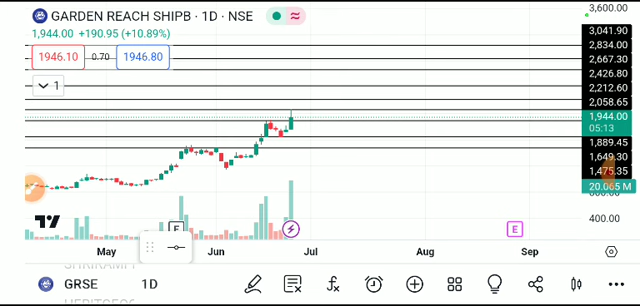 GARDEN REACH SHIPB · 1D · NSE
3,600.00
1,944.00 +190.95 (+10.89%)
3,041.90
1946.10 0.70 1946.80
2,834.00
2,667.30
2,426.80
1
2,212.60
2,058.65
1,944.00
05:13
1,889.45
1,649.30
1,475.35
20.065 M
400.00
E
E
May Jun Jul Aug Sep
GRSE 1D